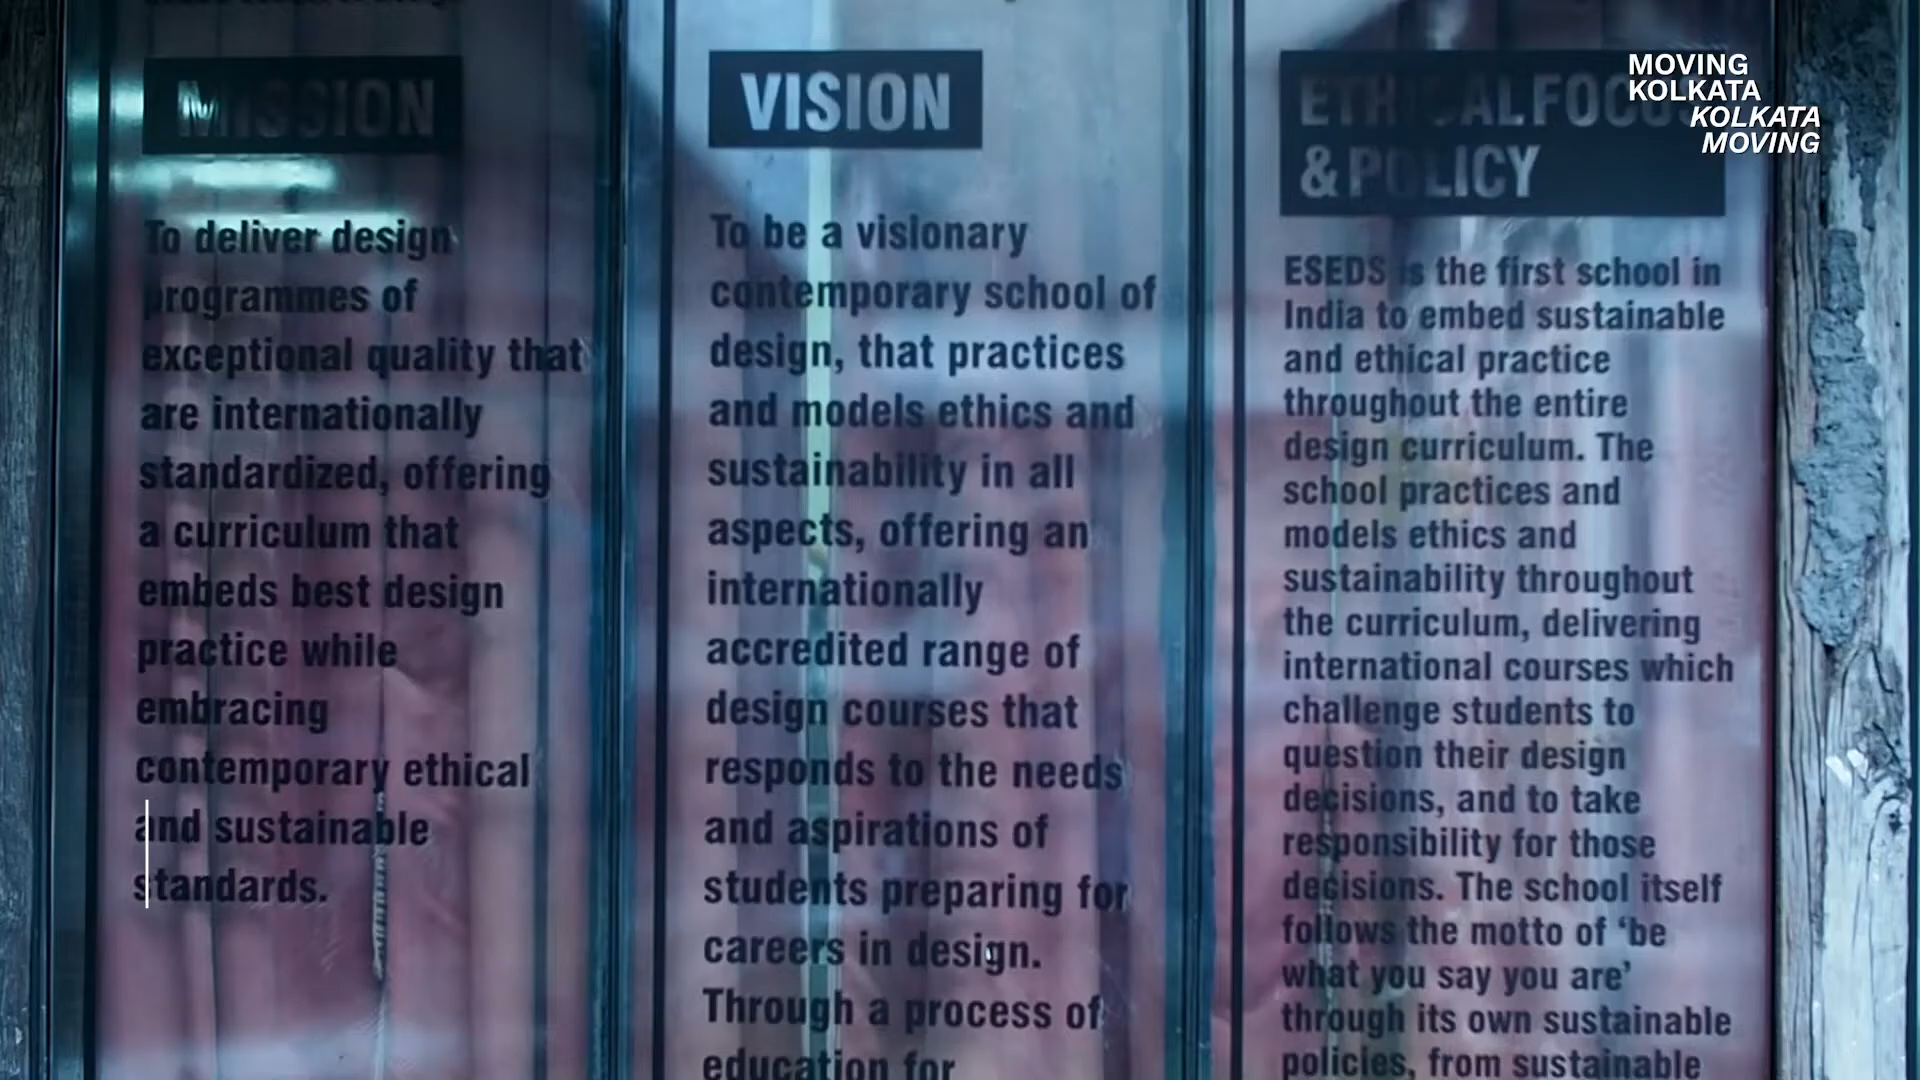 MISSION
To deliver design
programmes of
exceptional quality that
are internationally
standardized, offering
a curriculum that
embeds best design
practice while
embracing
contemporary ethical
and sustainable
standards.
VISION
To be a visionary
contemporary school of
design, that practices
and models ethics and
sustainability in all
aspects, offering an
internationally
accredited range of
design courses that
responds to the needs
and aspirations of
students preparing for
careers in design.
Through a process of
education for
ETHICAL FOCUS
& POLICY
ESEDS is the first school in
India to embed sustainable
and ethical practice
throughout the entire
design curriculum. The
school practices and
models ethics and
sustainability throughout
the curriculum, delivering
international courses which
challenge students to
question their design
decisions, and to take
responsibility for those
decisions. The school itself
follows the motto of ‘be
what you say you are’
through its own sustainable
policies, from sustainable
MOVING
KOLKATA
KOLKATA
MOVING